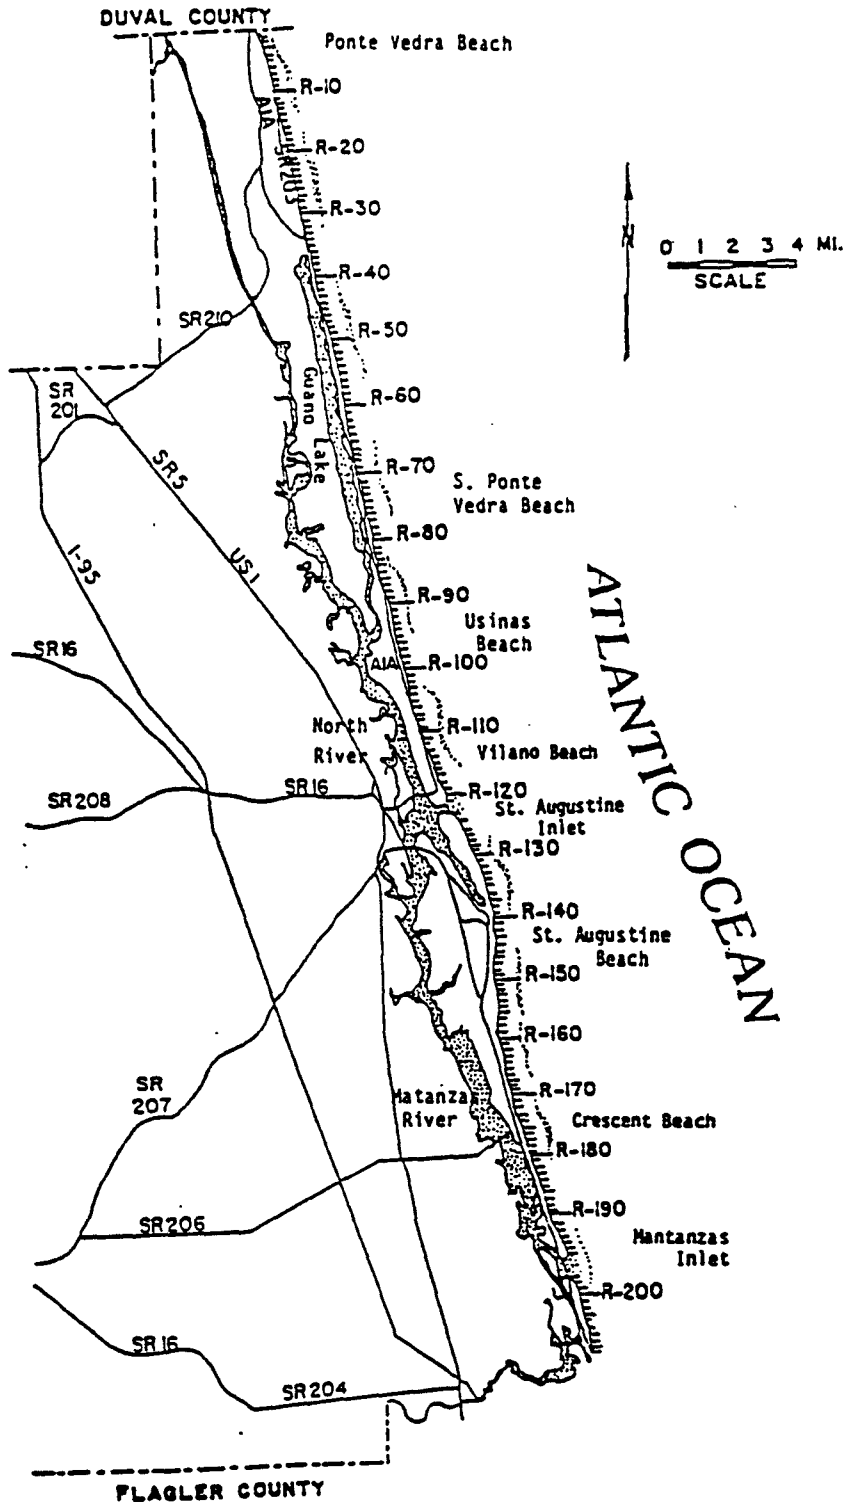 DUVAL COUNTY
Ponte Vedra Beach
R-10
A1A
R-20
SR203
R-30
N
0 1 2 3 4 MI.
SCALE
R-40
SR210
R-50
Guano
Lake
SR
201
R-60
SR5
R-70
S. Ponte
Vedra Beach
R-80
I-95
US1
R-90
Usinas
Beach
ATLANTIC OCEAN
SR16
A1A
R-100
North
River
R-110
Vilano Beach
SR208
SR16
R-120
St. Augustine
Inlet
R-130
R-140
St. Augustine
Beach
R-150
R-160
SR
207
Matanzas
River
R-170
Crescent Beach
R-180
SR206
R-190
Mantanzas
Inlet
R-200
SR16
SR204
FLAGLER COUNTY